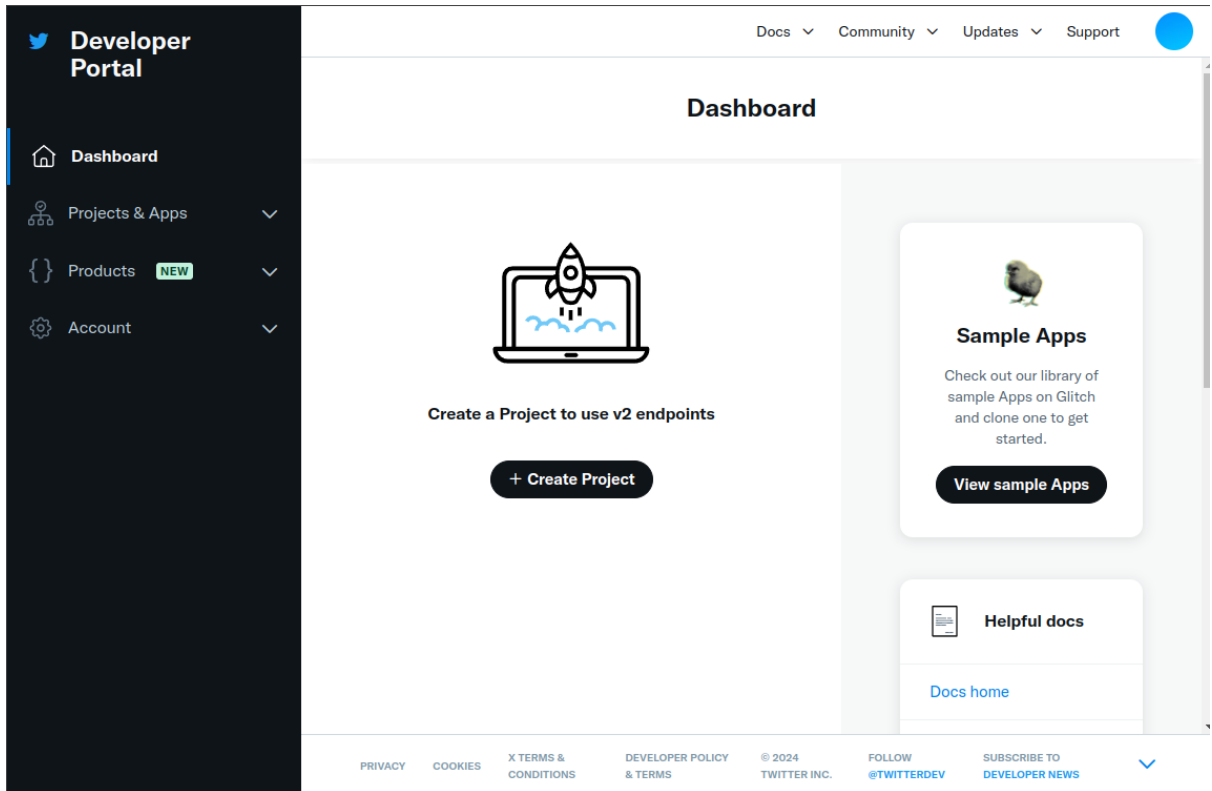 Developer
Portal
Dashboard
Projects & Apps
Products NEW
Account
Docs Community Updates Support
Dashboard
Create a Project to use v2 endpoints
+ Create Project
Sample Apps
Check out our library of
sample Apps on Glitch
and clone one to get
started.
View sample Apps
Helpful docs
Docs home
PRIVACY
COOKIES
X TERMS &
CONDITIONS
DEVELOPER POLICY
& TERMS
© 2024
TWITTER INC.
FOLLOW
@TWITTERDEV
SUBSCRIBE TO
DEVELOPER NEWS